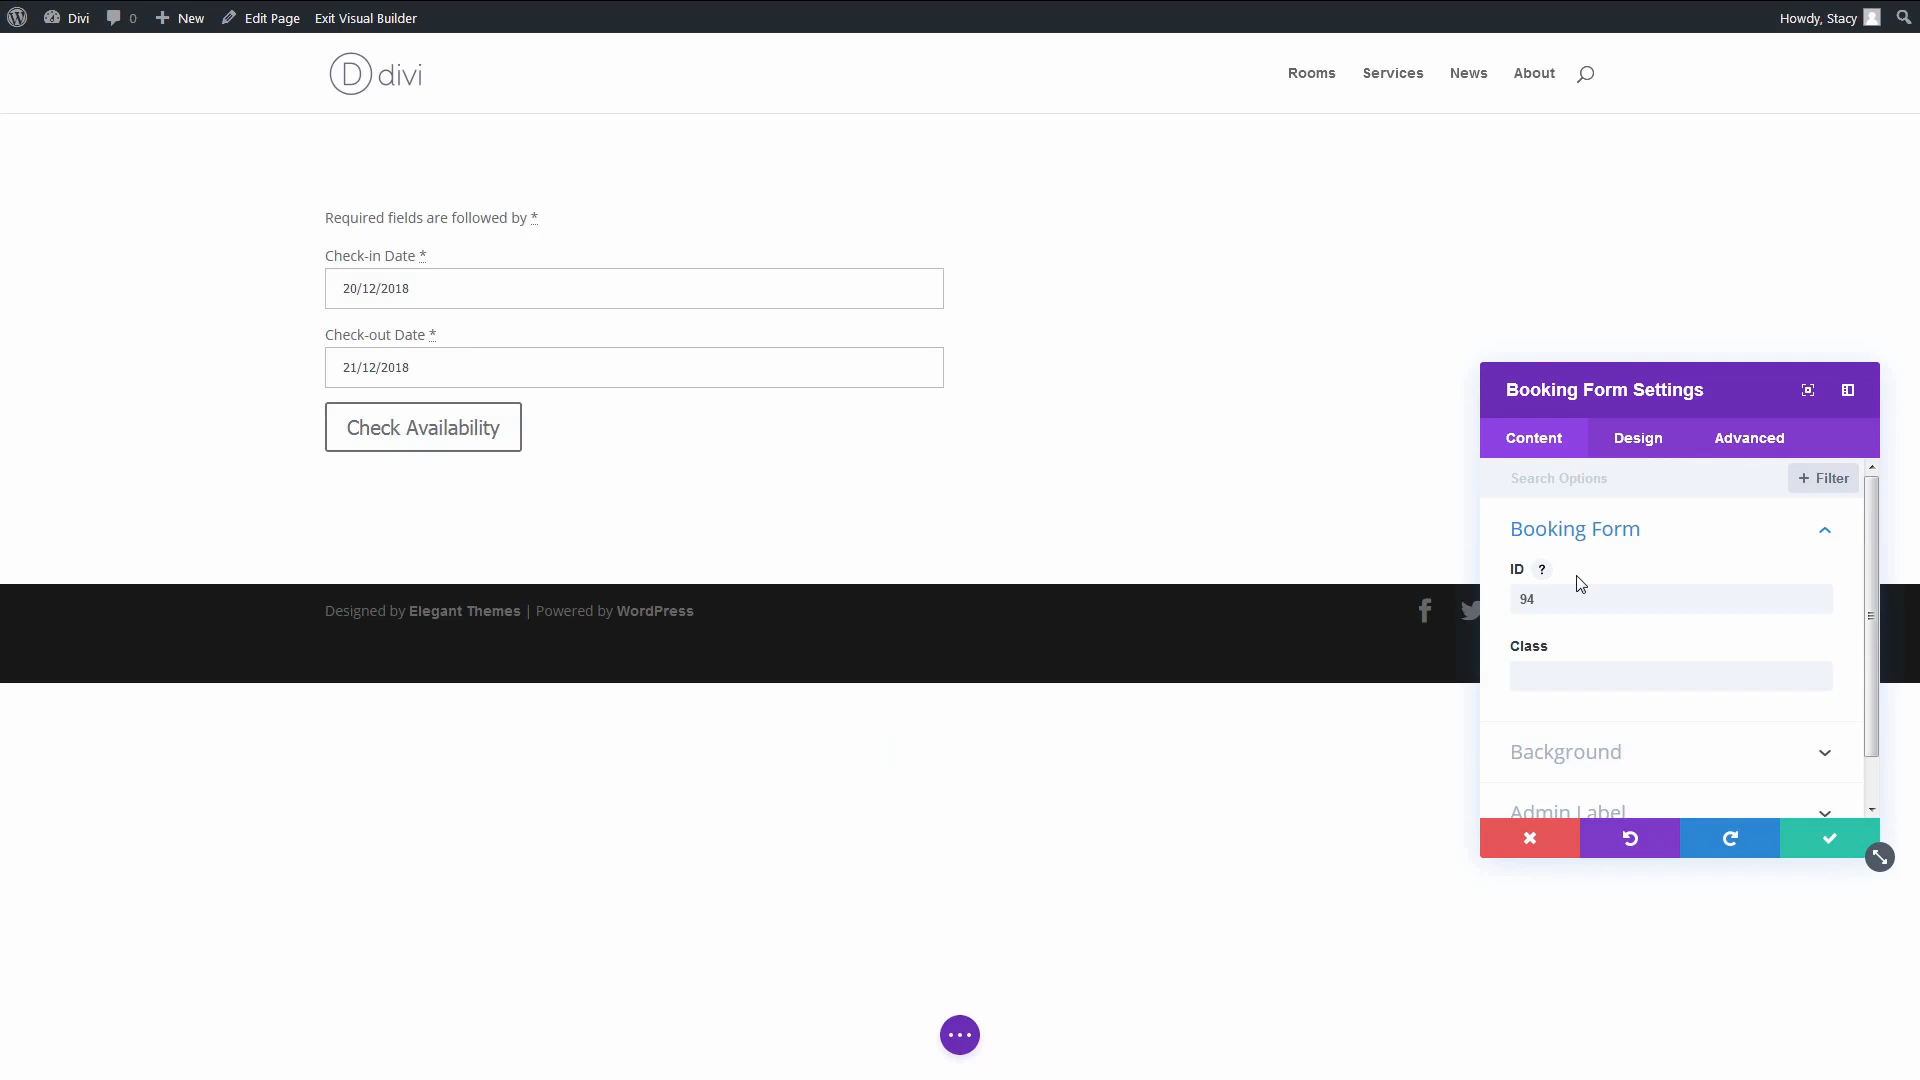 Divi 0 New Edit Page Exit Visual Builder Howdy, Stacy
D divi
Rooms Services News About
Required fields are followed by *
Check-in Date *
20/12/2018
Check-out Date *
21/12/2018
Check Availability
Booking Form Settings
Content Design Advanced
Search Options + Filter
Booking Form
ID ?
94
Class
Designed by Elegant Themes | Powered by WordPress
Background
Admin Label